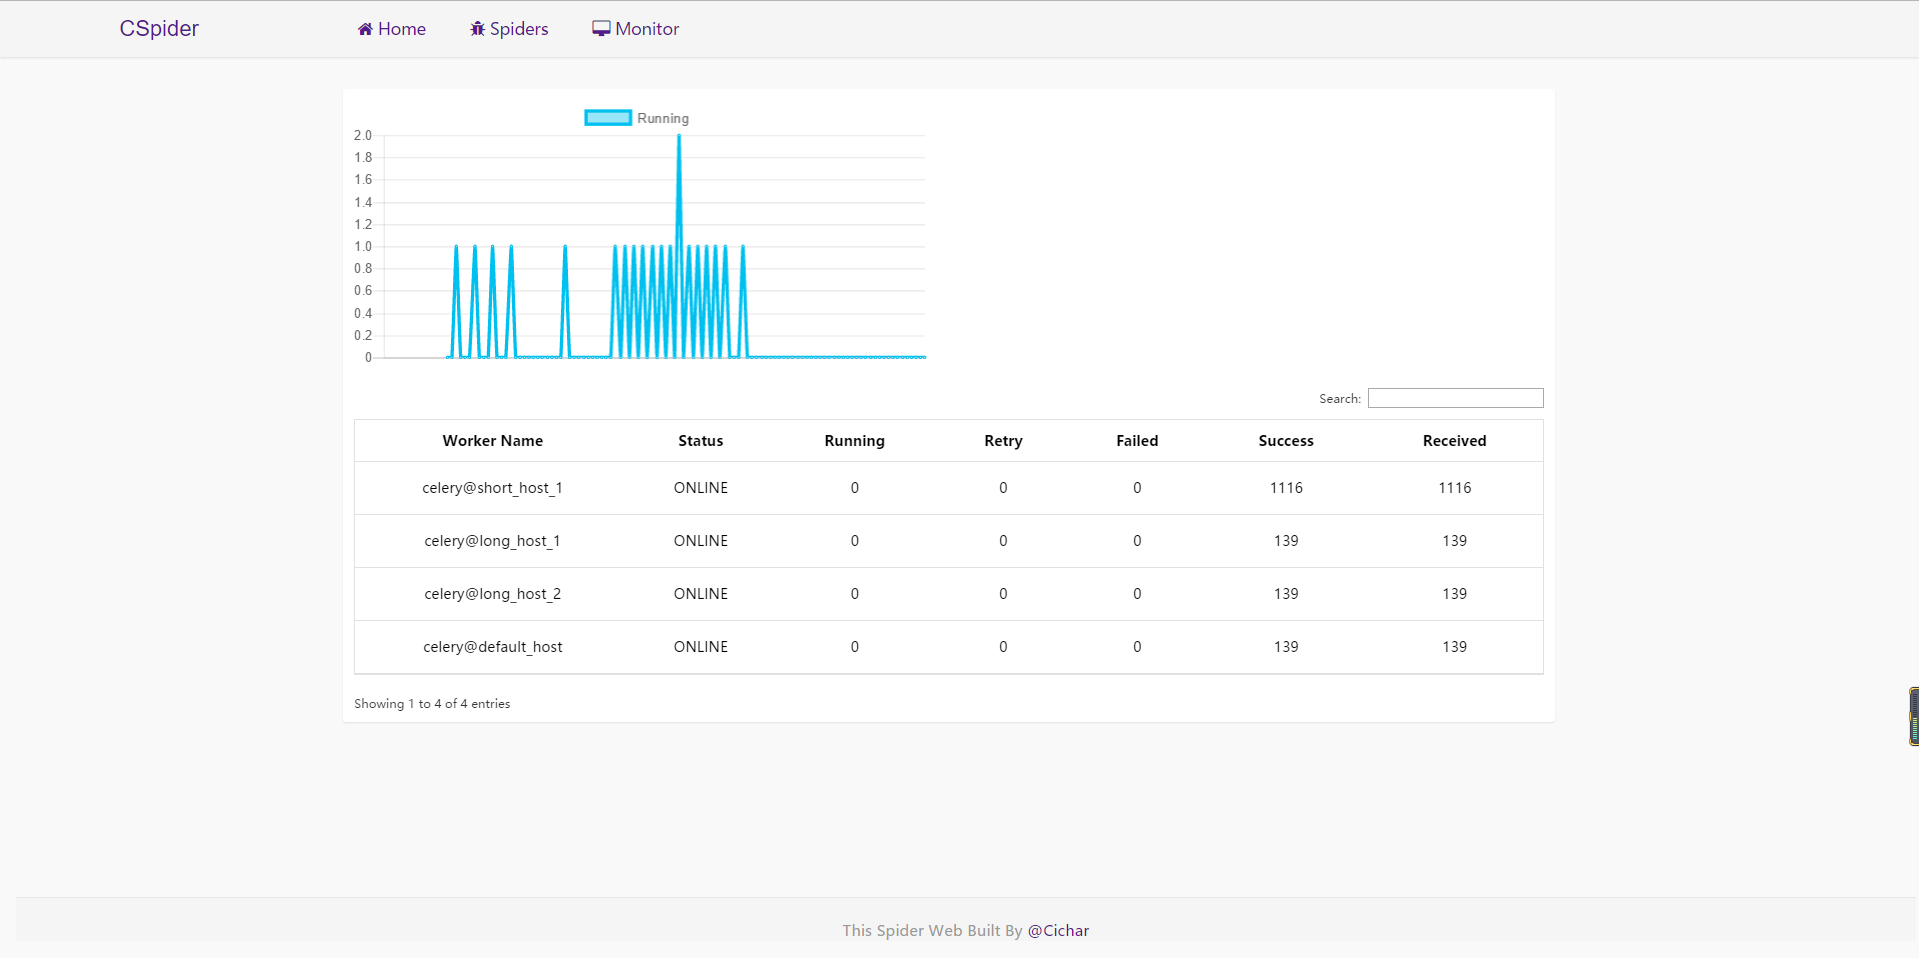 CSpider Home Spiders Monitor
Running
2.0
1.8
1.6
1.4
1.2
1.0
0.8
0.6
0.4
0.2
0
Search:
Worker Name Status Running Retry Failed Success Received
celery@short_host_1 ONLINE 0 0 0 1116 1116
celery@long_host_1 ONLINE 0 0 0 139 139
celery@long_host_2 ONLINE 0 0 0 139 139
celery@default_host ONLINE 0 0 0 139 139
Showing 1 to 4 of 4 entries
This Spider Web Built By @Cichar